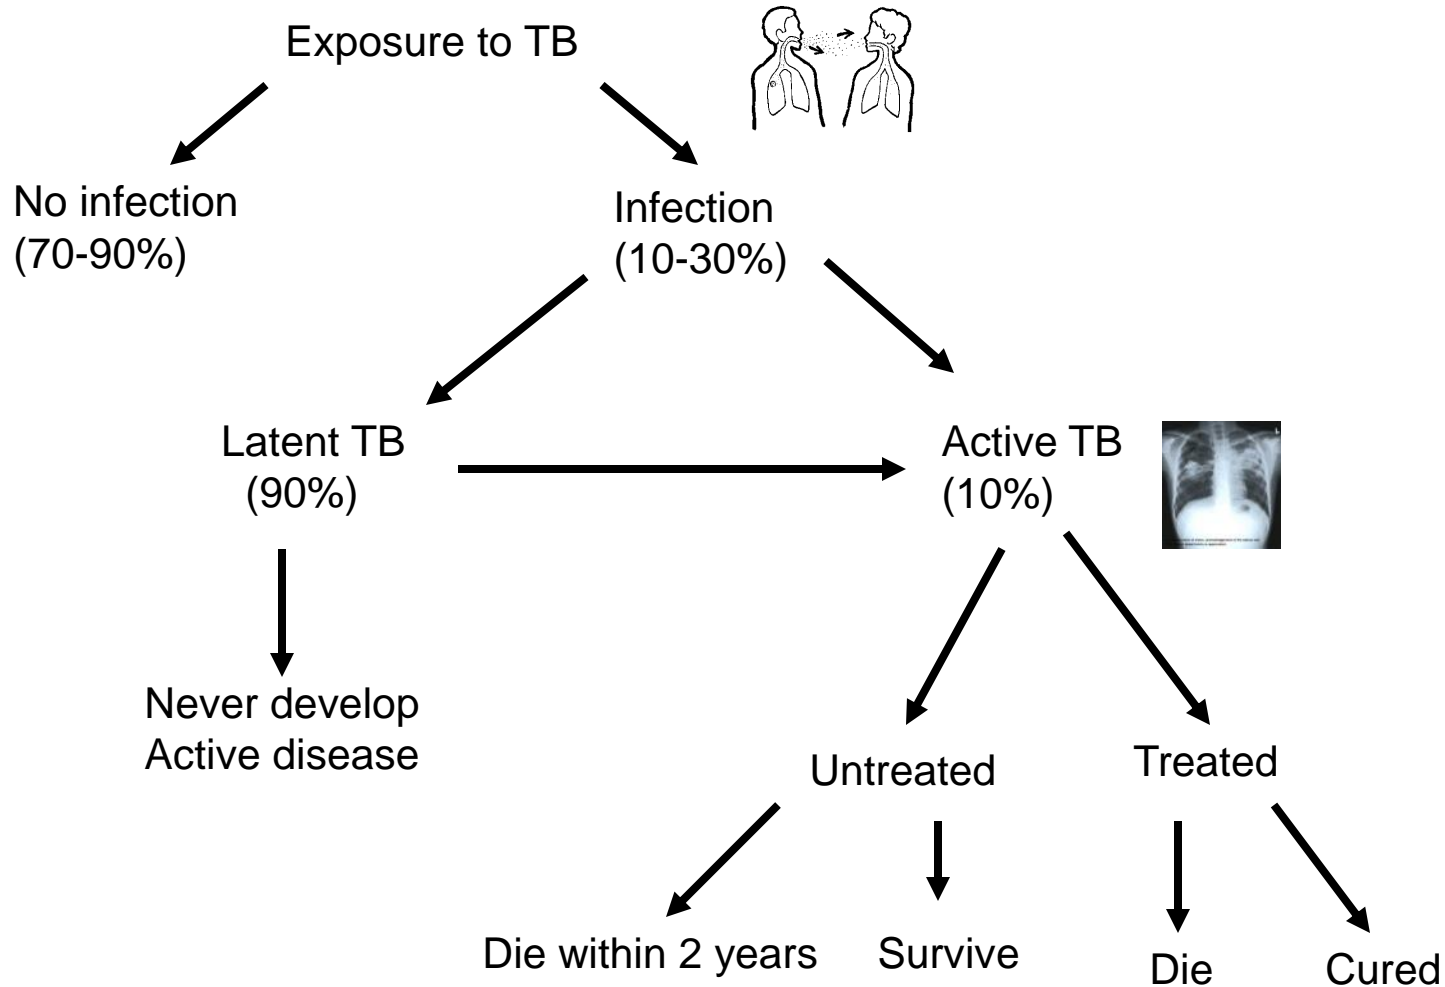 Exposure to TB
No infection
(70-90%)
Infection
(10-30%)
Latent TB
(90%)
Active TB
(10%)
Never develop
Active disease
Untreated
Treated
Die within 2 years
Survive
Die
Cured